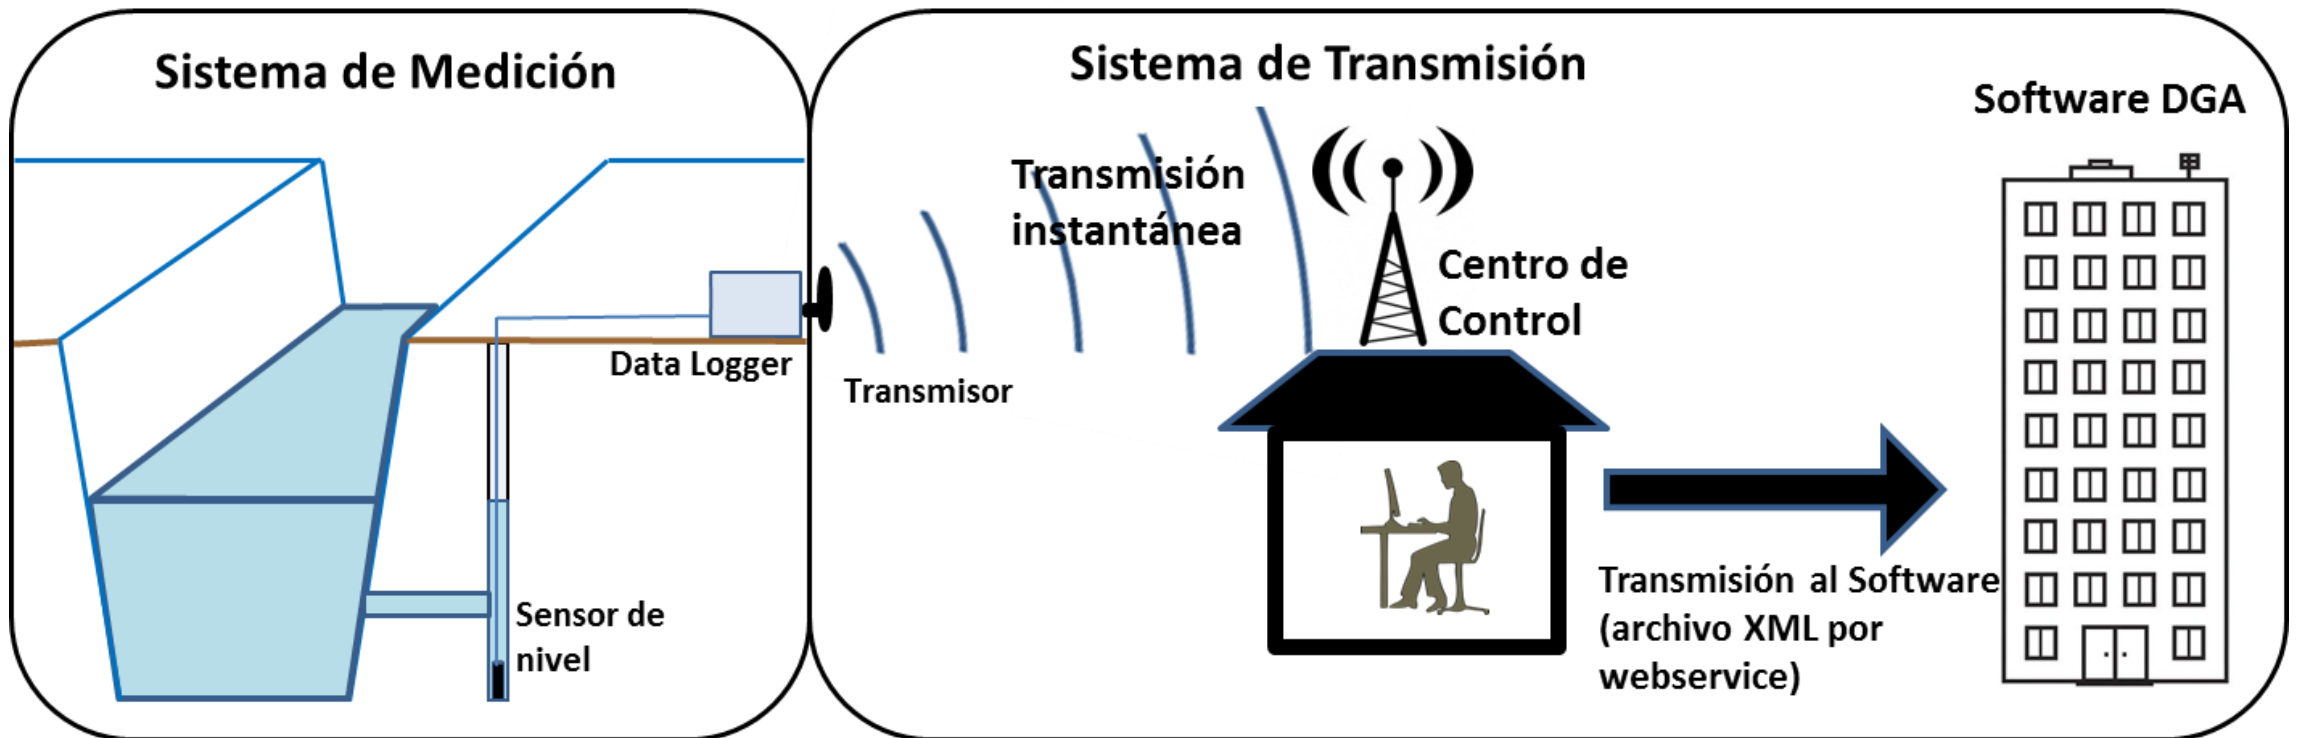 Sistema de Medición
Data Logger
Sensor de
nivel
Sistema de Transmisión
Transmisión
instantánea
Transmisor
Centro de
Control
Transmisión al Software
(archivo XML por
webservice)
Software DGA